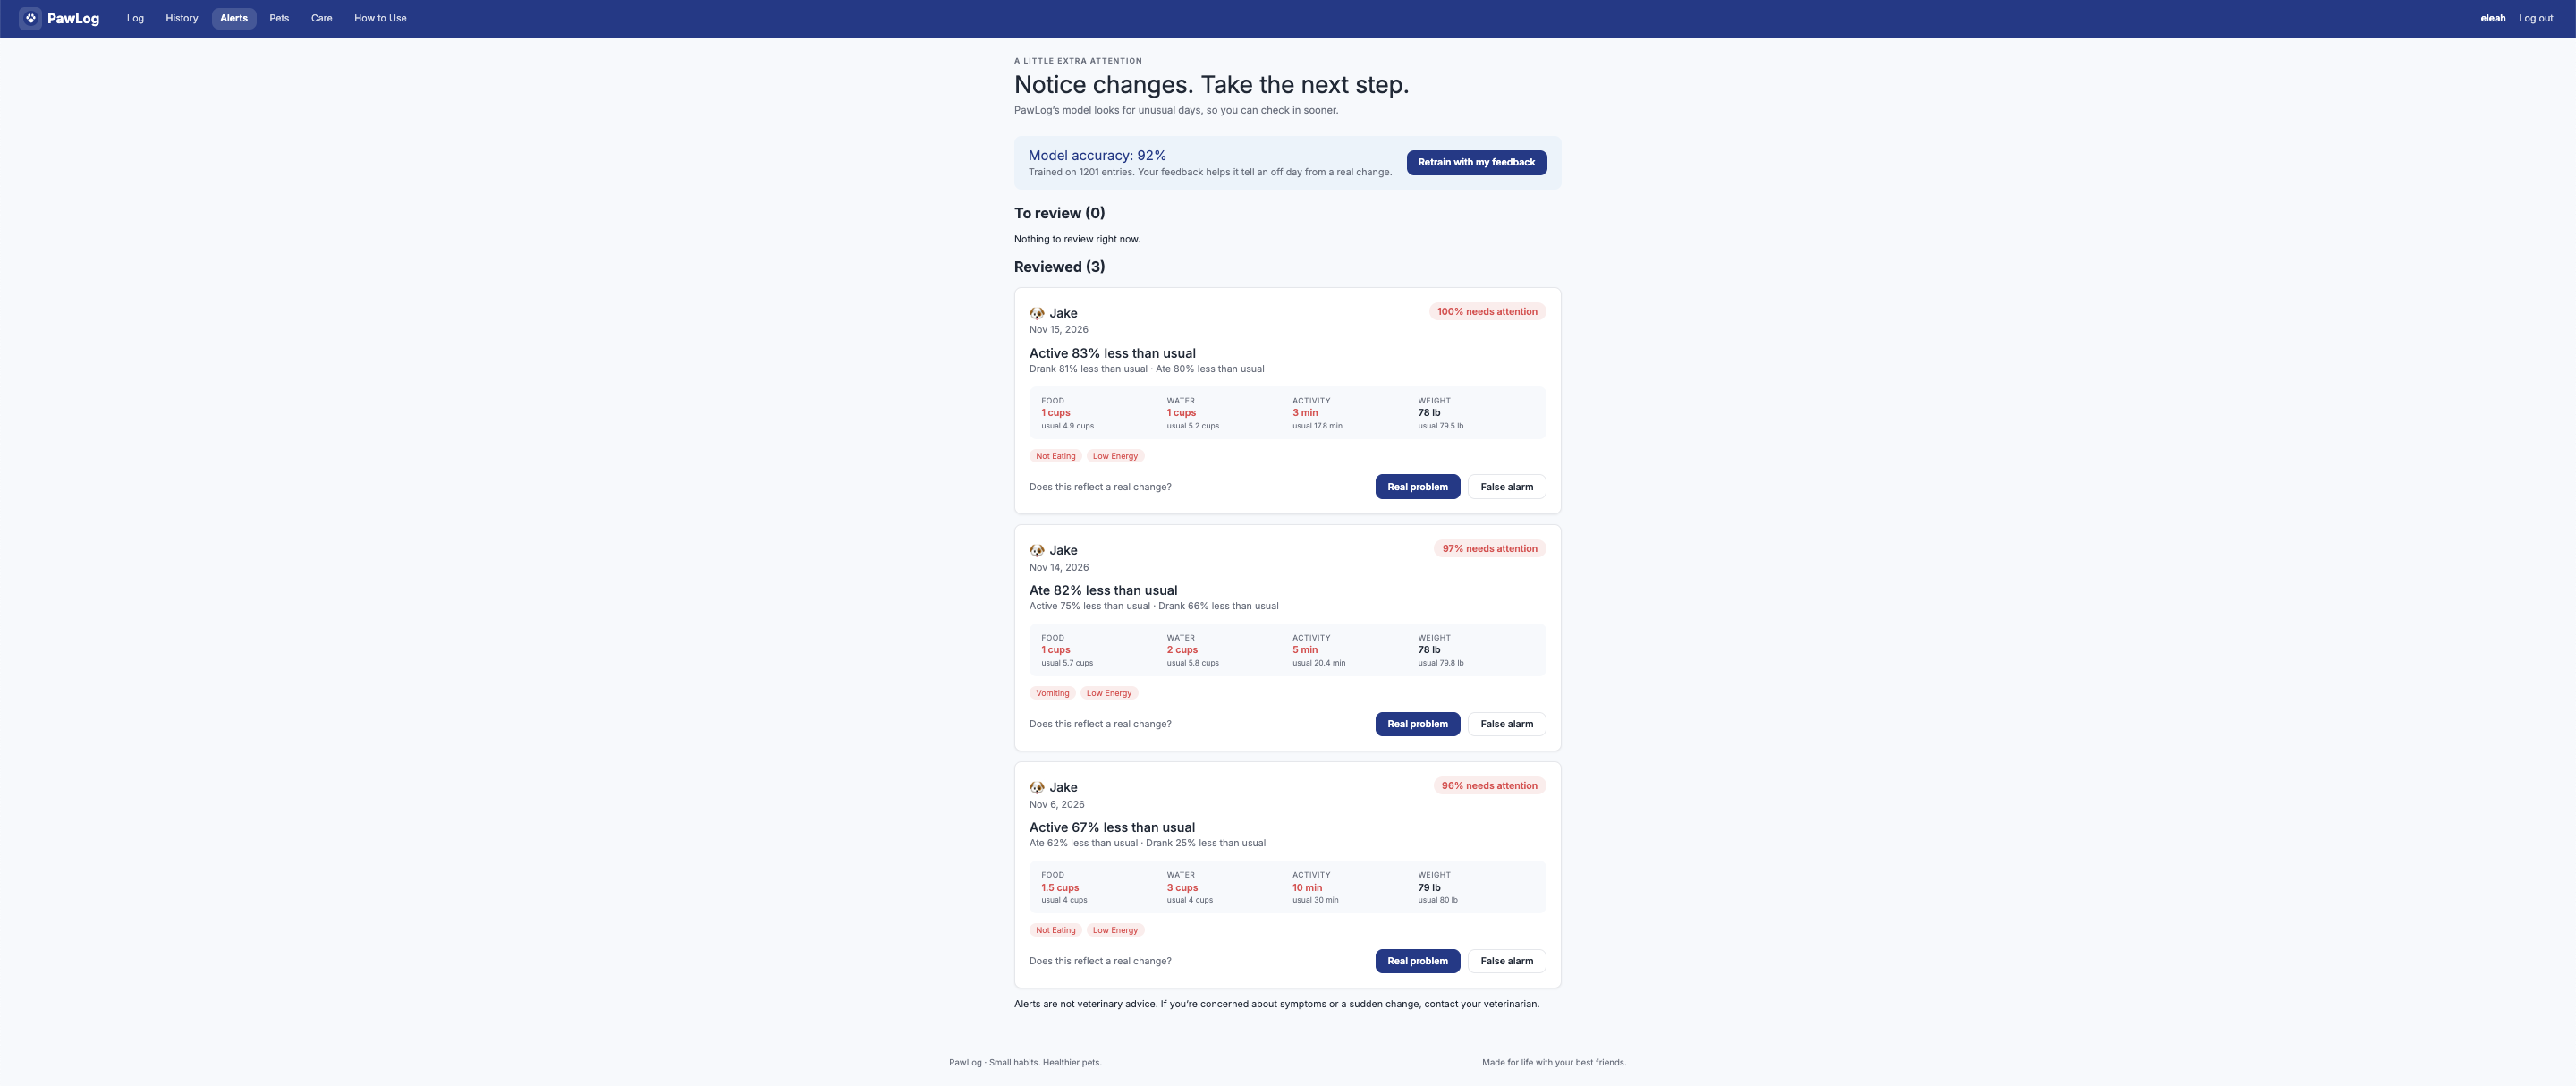 PawLog Log History Alerts Pets Care How to Use eleah Log out
A LITTLE EXTRA ATTENTION
Notice changes. Take the next step.
PawLog's model looks for unusual days, so you can check in sooner.
Model accuracy: 92%
Trained on 1201 entries. Your feedback helps it tell an off day from a real change.
Retrain with my feedback
To review (0)
Nothing to review right now.
Reviewed (3)
Jake
100% needs attention
Nov 15, 2026
Active 83% less than usual
Drank 81% less than usual · Ate 80% less than usual
FOOD WATER ACTIVITY WEIGHT
1 cups 1 cups 3 min 78 lb
usual 4.9 cups usual 5.2 cups usual 17.8 min usual 79.5 lb
Not Eating Low Energy
Does this reflect a real change? Real problem False alarm
Jake
97% needs attention
Nov 14, 2026
Ate 82% less than usual
Active 75% less than usual · Drank 66% less than usual
FOOD WATER ACTIVITY WEIGHT
1 cups 2 cups 5 min 78 lb
usual 5.7 cups usual 5.8 cups usual 20.4 min usual 79.8 lb
Vomiting Low Energy
Does this reflect a real change? Real problem False alarm
Jake
96% needs attention
Nov 6, 2026
Active 67% less than usual
Ate 62% less than usual · Drank 25% less than usual
FOOD WATER ACTIVITY WEIGHT
1.5 cups 3 cups 10 min 79 lb
usual 4 cups usual 4 cups usual 30 min usual 80 lb
Not Eating Low Energy
Does this reflect a real change? Real problem False alarm
Alerts are not veterinary advice. If you're concerned about symptoms or a sudden change, contact your veterinarian.
PawLog · Small habits. Healthier pets. Made for life with your best friends.